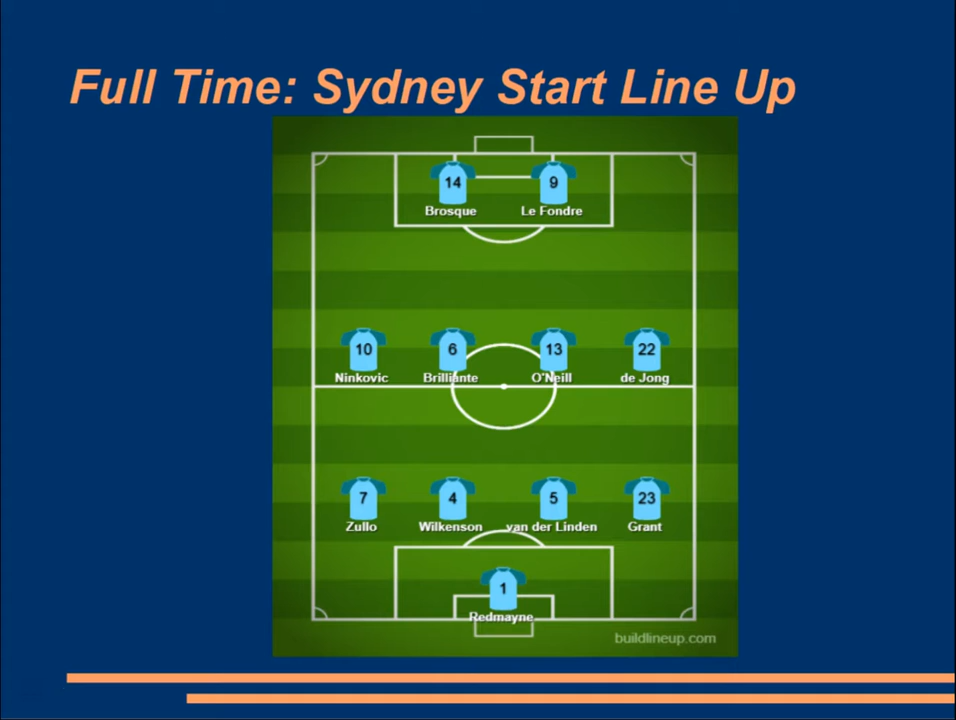 Full Time: Sydney Start Line Up
14 9
Brosque Le Fondre
10 6 13 22
Ninkovic Brilliante O'Neill de Jong
7 4 5 23
Zullo Wilkenson van der Linden Grant
1
Redmayne
buildlineup.com